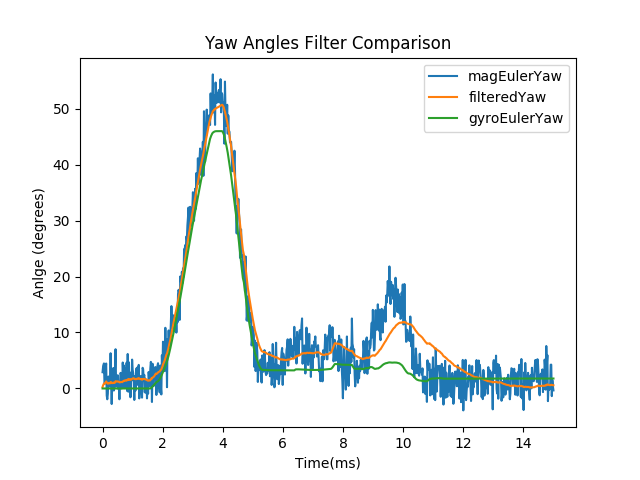 Yaw Angles Filter Comparison
magEulerYaw
filteredYaw
gyroEulerYaw
Anlge (degrees)
50
40
30
20
10
0
0 2 4 6 8 10 12 14
Time(ms)